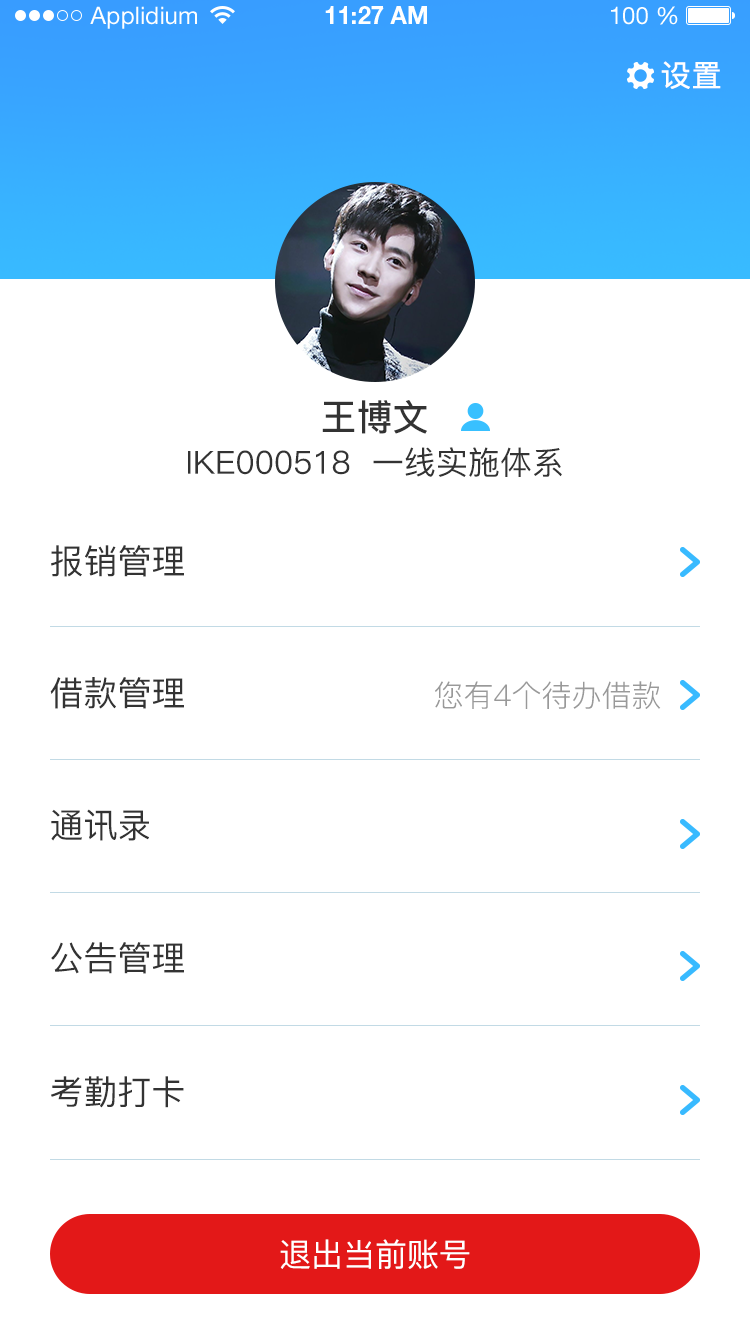 Applidium 11:27 AM 100 %
设置
王博文
IKE000518 一线实施体系
报销管理
借款管理 您有4个待办借款
通讯录
公告管理
考勤打卡
退出当前账号